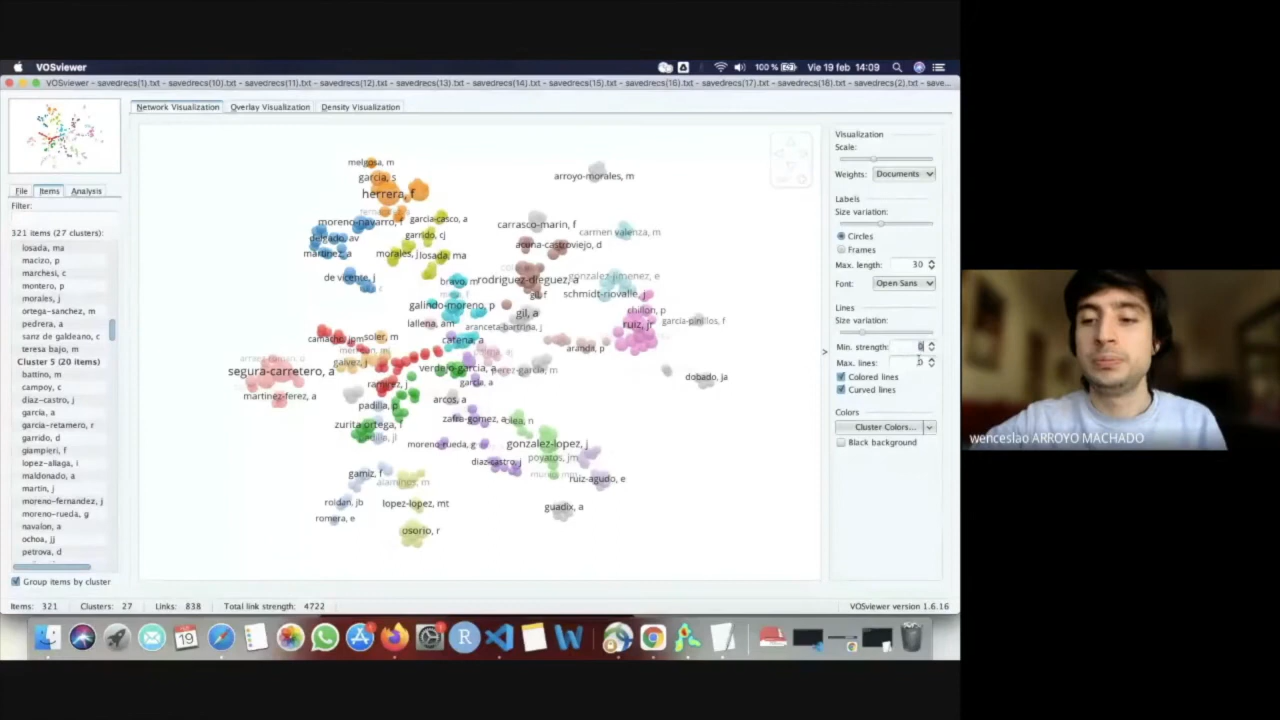 VOSviewer
100 %
Vie 19 feb 14:09
VOSviewer - savedrecs(1).txt - savedrecs(10).txt - savedrecs(11).txt - savedrecs(12).txt - savedrecs(13).txt - savedrecs(14).txt - savedrecs(15).txt - savedrecs(16).txt - savedrecs(17).txt - savedrecs(18).txt - savedrecs(2).txt - save...
Network Visualization
Overlay Visualization
Density Visualization
File
Items
Analysis
Filter:
321 items (27 clusters):
losada, ma
macizo, p
marchesi, c
montero, p
morales, j
ortega-sanchez, m
pedrera, a
sanz de galdeano, c
teresa bajo, m
Cluster 5 (20 items)
battino, m
campoy, c
diaz-castro, j
garcia, a
garcia-retamero, r
garrido, d
giampieri, f
lopez-aliaga, i
maldonado, a
martin, j
moreno-fernandez, j
moreno-rueda, g
navalon, a
ochoa, jj
petrova, d
Group items by cluster
melgosa, m
garcia, s
herrera, f
moreno-navarro, f
garcia-casco, a
delgado, av
garrido, cj
martinez, a
morales, j
losada, ma
de vicente, j
arroyo-morales, m
carrasco-marin, f
carmen valenza, m
acuna-castroviejo, d
bravo, m
rodriguez-dieguez, a
gonzalez-jimenez, e
gil, f
schmidt-riovalle, j
galindo-moreno, p
gil, a
chillon, p
ruiz, jr
garcia-pinillos, f
lallena, am
aranceta-bartrina, j
camacho, jpm
soler, m
catena, a
aranda, p
galvez, j
segura-carretero, a
verdejo-garcia, a
perez-garcia, m
ramirez, j
garcia, a
dobado, ja
martinez-ferez, a
padilla, p
arcos, a
zurita ortega, f
padilla, jl
zafra-gomez, a
olea, n
moreno-rueda, g
gonzalez-lopez, j
diaz-castro, j
poyatos, jm
gamiz, f
alaminos, m
ruiz-agudo, e
roldan, jb
lopez-lopez, mt
guadix, a
romera, e
osorio, r
Visualization
Scale:
Weights:
Documents
Labels
Size variation:
Circles
Frames
Max. length:
30
Font:
Open Sans
Lines
Size variation:
Min. strength:
Max. lines:
Colored lines
Curved lines
Colors
Cluster Colors...
Black background
Items: 321
Clusters: 27
Links: 838
Total link strength: 4722
VOSviewer version 1.6.16
wenceslao ARROYO MACHADO